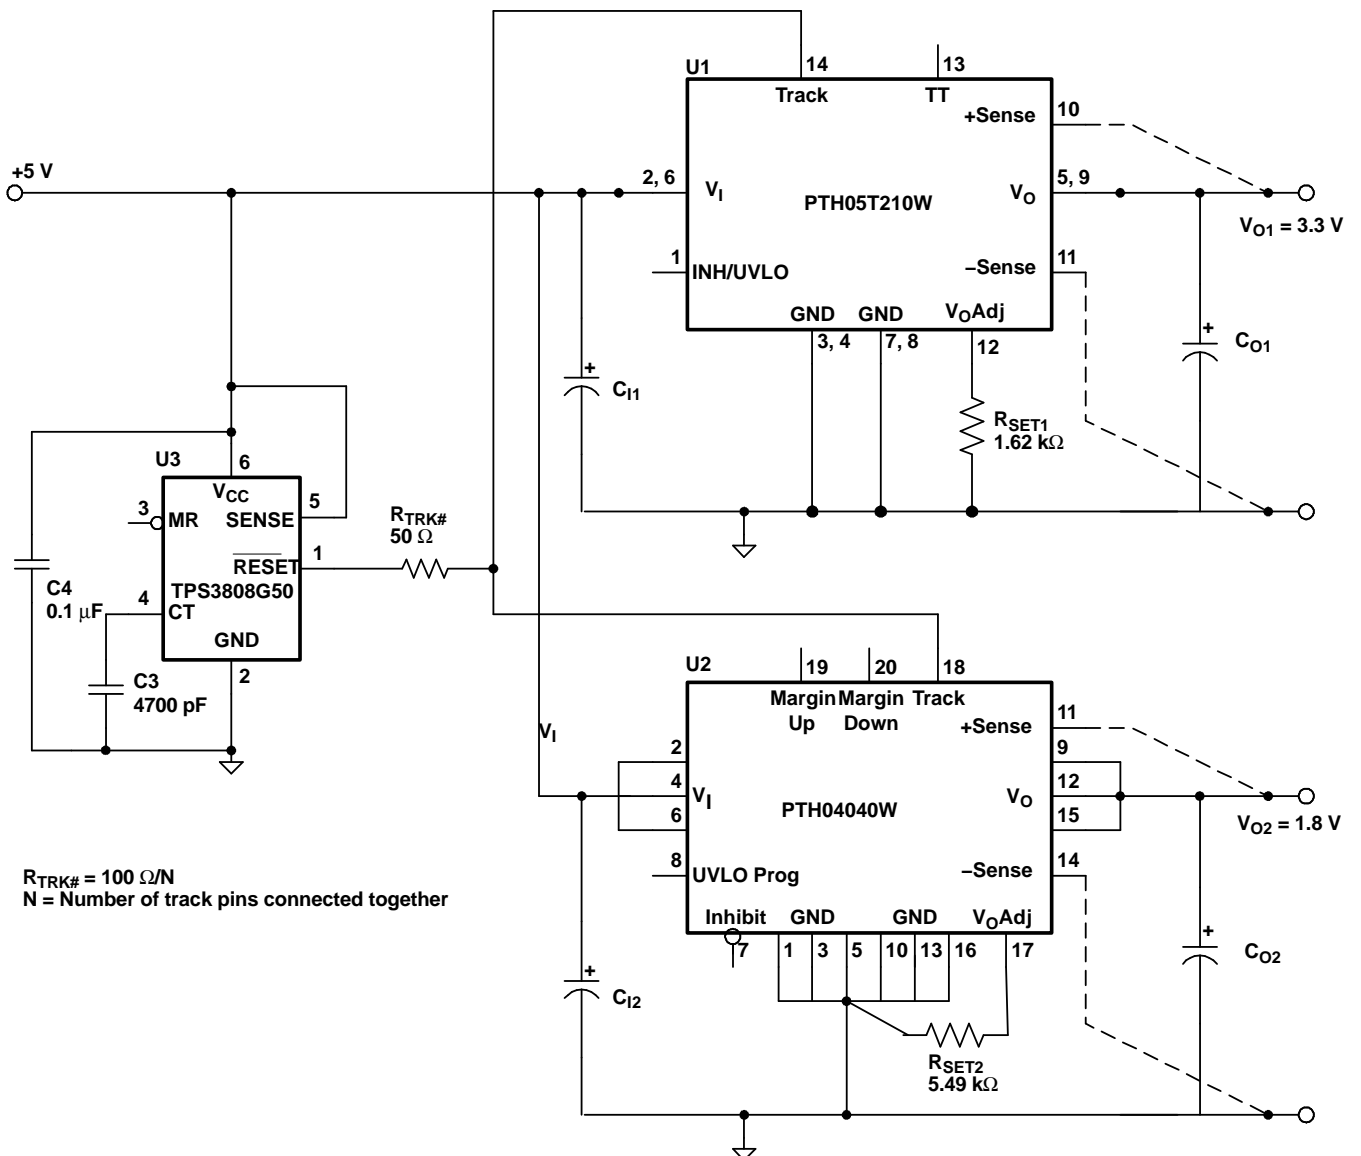 +5 V
U1
14
13
Track
TT
+Sense
10
2, 6
VI
PTH05T210W
VO
5, 9
VO1 = 3.3 V
1
INH/UVLO
−Sense
11
GND
GND
VOAdj
3, 4
7, 8
12
+
CI1
RSET1
1.62 kΩ
+
CO1
U3
6
VCC
5
3
MR
SENSE
RESET
1
RTRK#
50 Ω
TPS3808G50
C4
0.1 μF
4
CT
GND
2
C3
4700 pF
VI
U2
19
20
18
Margin
Up
Margin
Down
Track
+Sense
11
2
9
4
VI
PTH04040W
VO
12
6
15
VO2 = 1.8 V
8
UVLO Prog
−Sense
14
Inhibit
GND
GND
VOAdj
7
1
3
5
10
13
16
17
+
CI2
RSET2
5.49 kΩ
+
CO2
RTRK# = 100 Ω/N
N = Number of track pins connected together